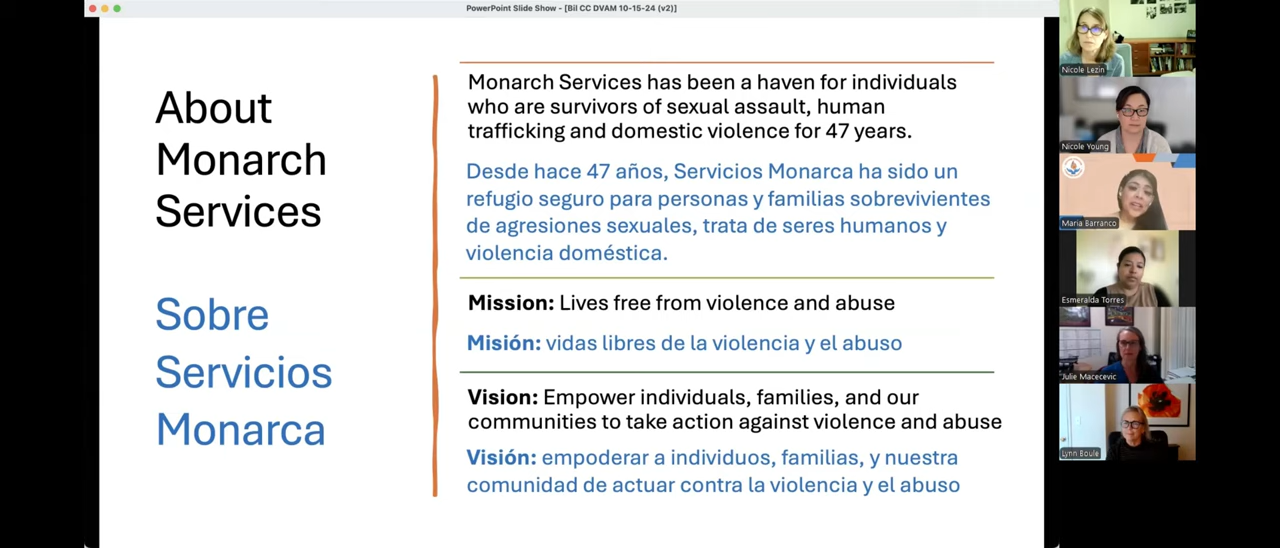 PowerPoint Slide Show - [Bil CC DVAM 10-15-24 (v2)]
About
Monarch
Services
Sobre
Servicios
Monarca
Monarch Services has been a haven for individuals
who are survivors of sexual assault, human
trafficking and domestic violence for 47 years.
Desde hace 47 años, Servicios Monarca ha sido un
refugio seguro para personas y familias sobrevivientes
de agresiones sexuales, trata de seres humanos y
violencia doméstica.
Mission: Lives free from violence and abuse
Misión: vidas libres de la violencia y el abuso
Vision: Empower individuals, families, and our
communities to take action against violence and abuse
Visión: empoderar a individuos, familias, y nuestra
comunidad de actuar contra la violencia y el abuso
Nicole Lezin
Nicole Young
Maria Barranco
Esmeralda Torres
Julie Macecevic
Lynn Boule